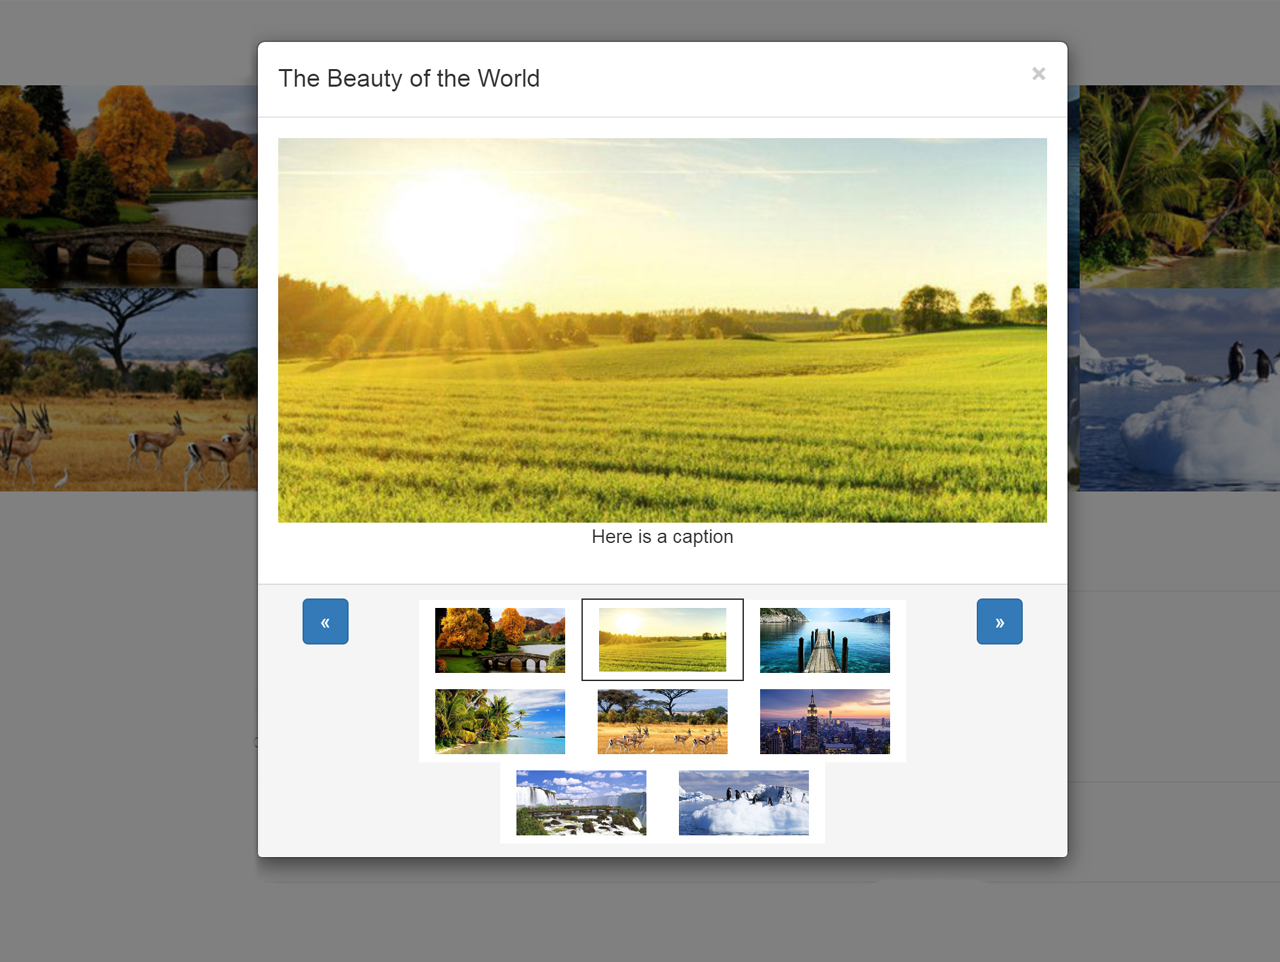 The Beauty of the World
×
Here is a caption
«
»